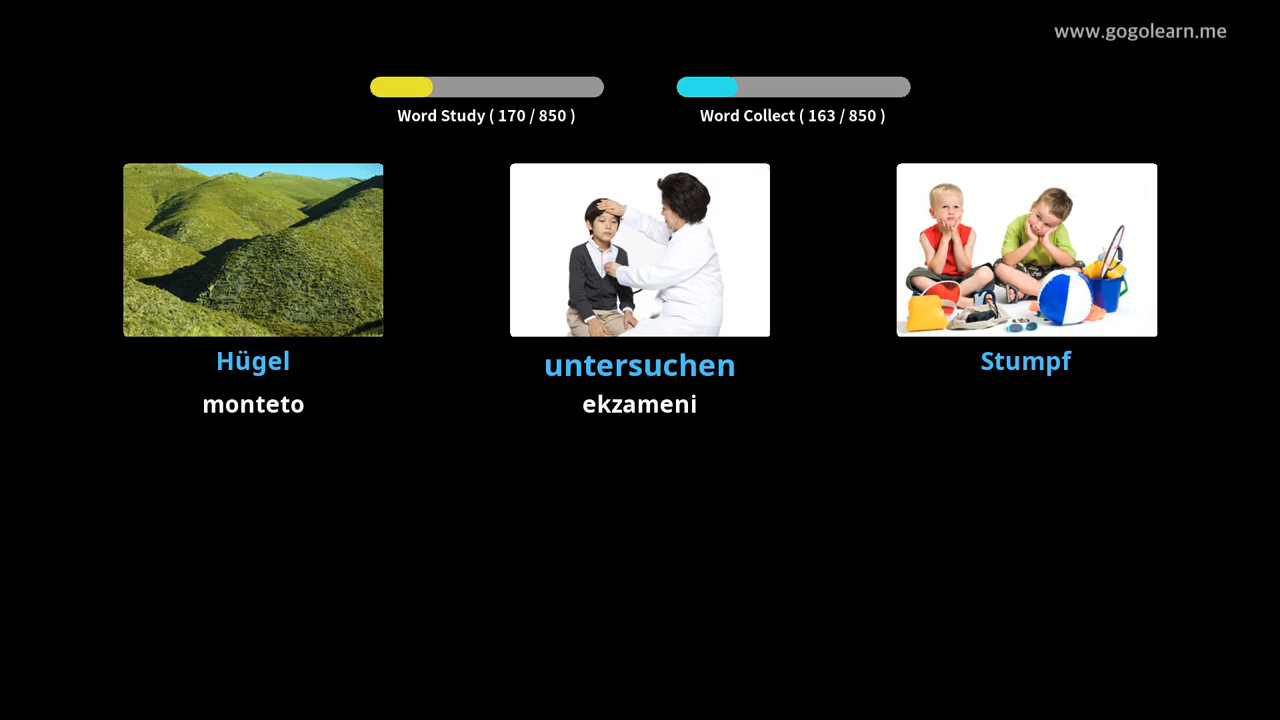 www.gogolearn.me
Word Study ( 170 / 850 )
Word Collect ( 163 / 850 )
Hügel
untersuchen
Stumpf
monteto
ekzameni